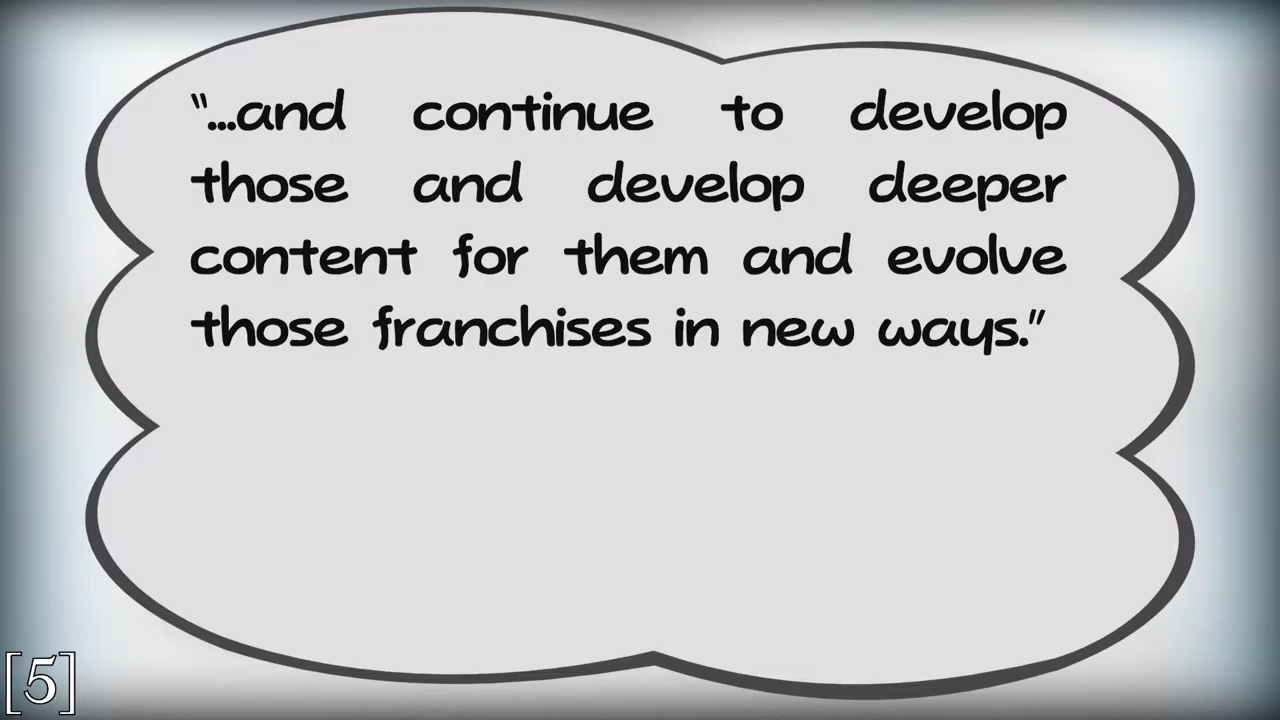 "...and continue to develop
those and develop deeper
content for them and evolve
those franchises in new ways."
[5]